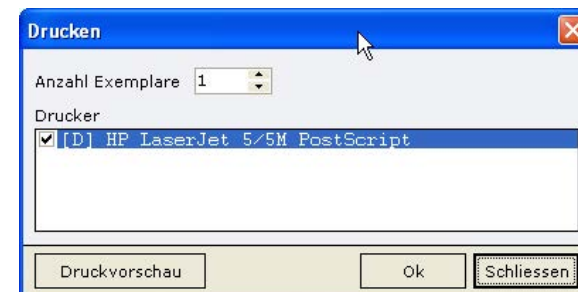 Drucken
Anzahl Exemplare 1
Drucker
[D] HP LaserJet 5/5M PostScript
Druckvorschau Ok Schliessen